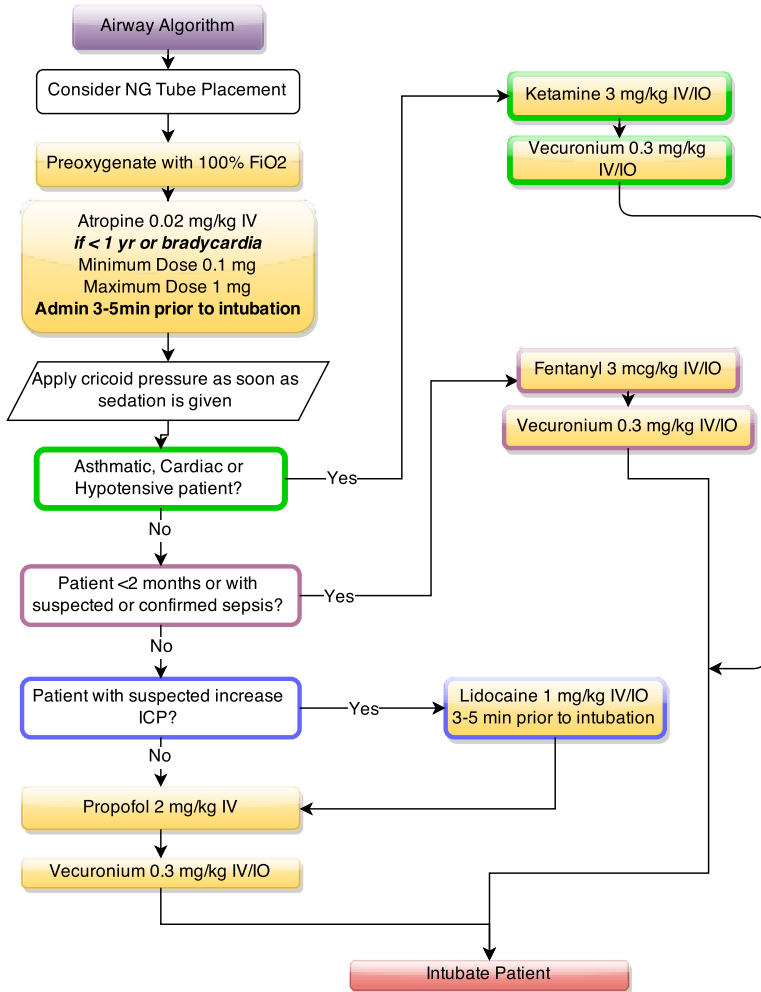 Airway Algorithm
Consider NG Tube Placement
Preoxygenate with 100% FiO2
Atropine 0.02 mg/kg IV
if < 1 yr or bradycardia
Minimum Dose 0.1 mg
Maximum Dose 1 mg
Admin 3-5min prior to intubation
Apply cricoid pressure as soon as
sedation is given
Asthmatic, Cardiac or
Hypotensive patient?
Yes
Ketamine 3 mg/kg IV/IO
Vecuronium 0.3 mg/kg
IV/IO
No
Patient <2 months or with
suspected or confirmed sepsis?
Yes
Fentanyl 3 mcg/kg IV/IO
Vecuronium 0.3 mg/kg IV/IO
No
Patient with suspected increase
ICP?
Yes
Lidocaine 1 mg/kg IV/IO
3-5 min prior to intubation
No
Propofol 2 mg/kg IV
Vecuronium 0.3 mg/kg IV/IO
Intubate Patient